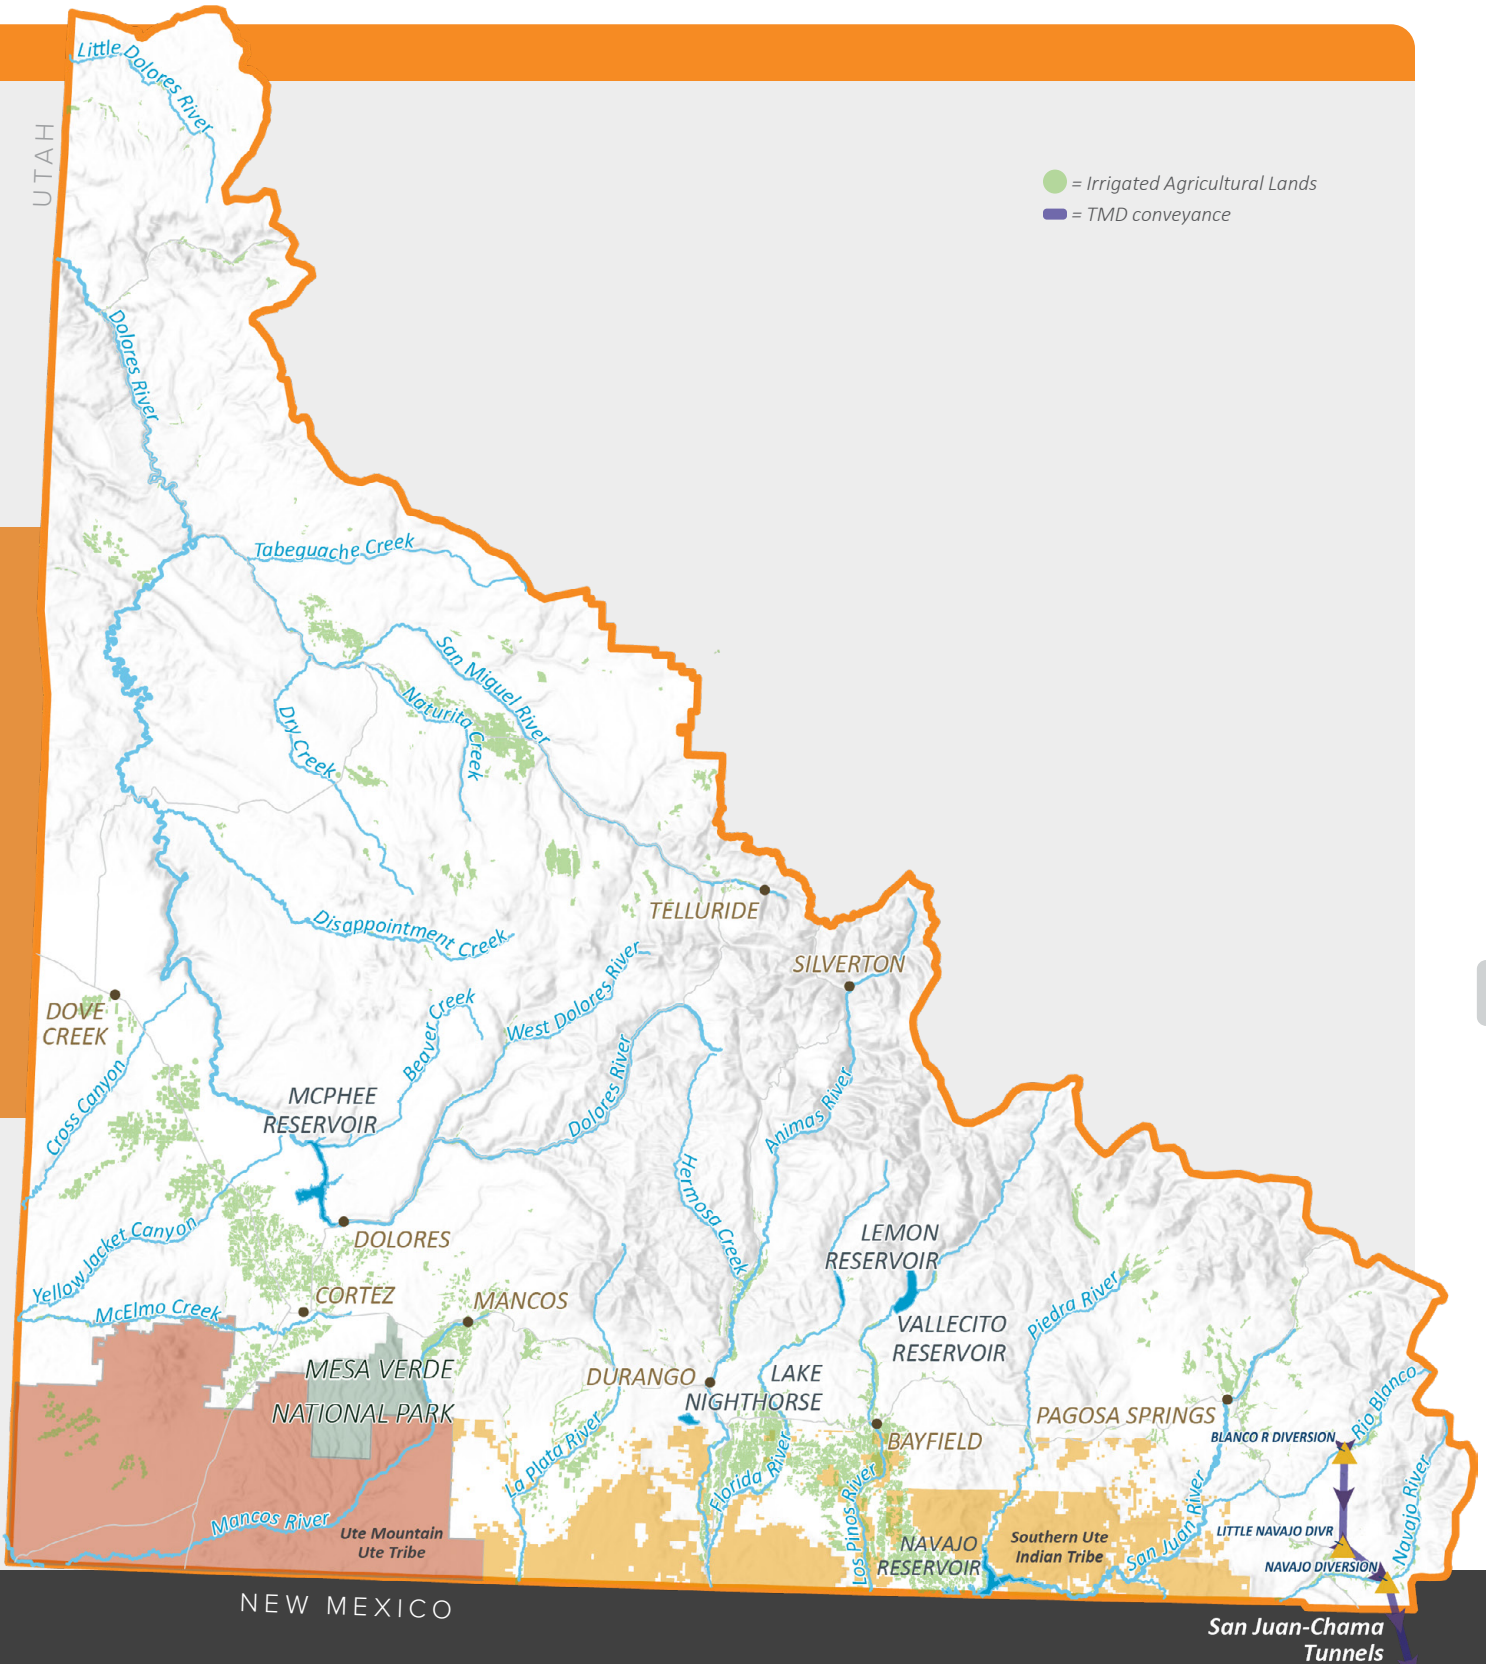 Little Dolores River
UTAH
= Irrigated Agricultural Lands
= TMD conveyance
Dolores River
Tabeguache Creek
San Miguel River
Naturita Creek
Dry Creek
TELLURIDE
Disappointment Creek
SILVERTON
West Dolores River
DOVE
CREEK
Beaver Creek
Dolores River
Cross Canyon
MCPHEE
RESERVOIR
Animas River
Hermosa Creek
Yellow Jacket Canyon
DOLORES
LEMON
RESERVOIR
McElmo Creek
CORTEZ
MANCOS
Piedra River
VALLECITO
RESERVOIR
MESA VERDE
NATIONAL PARK
DURANGO
LAKE
NIGHTHORSE
PAGOSA SPRINGS
Rio Blanco
BLANCO R DIVERSION
BAYFIELD
La Plata River
Florida River
Los Pinos River
San Juan River
Navajo River
Mancos River
Ute Mountain
Ute Tribe
NAVAJO
RESERVOIR
Southern Ute
Indian Tribe
LITTLE NAVAJO DIVR
NAVAJO DIVERSION
NEW MEXICO
San Juan-Chama
Tunnels